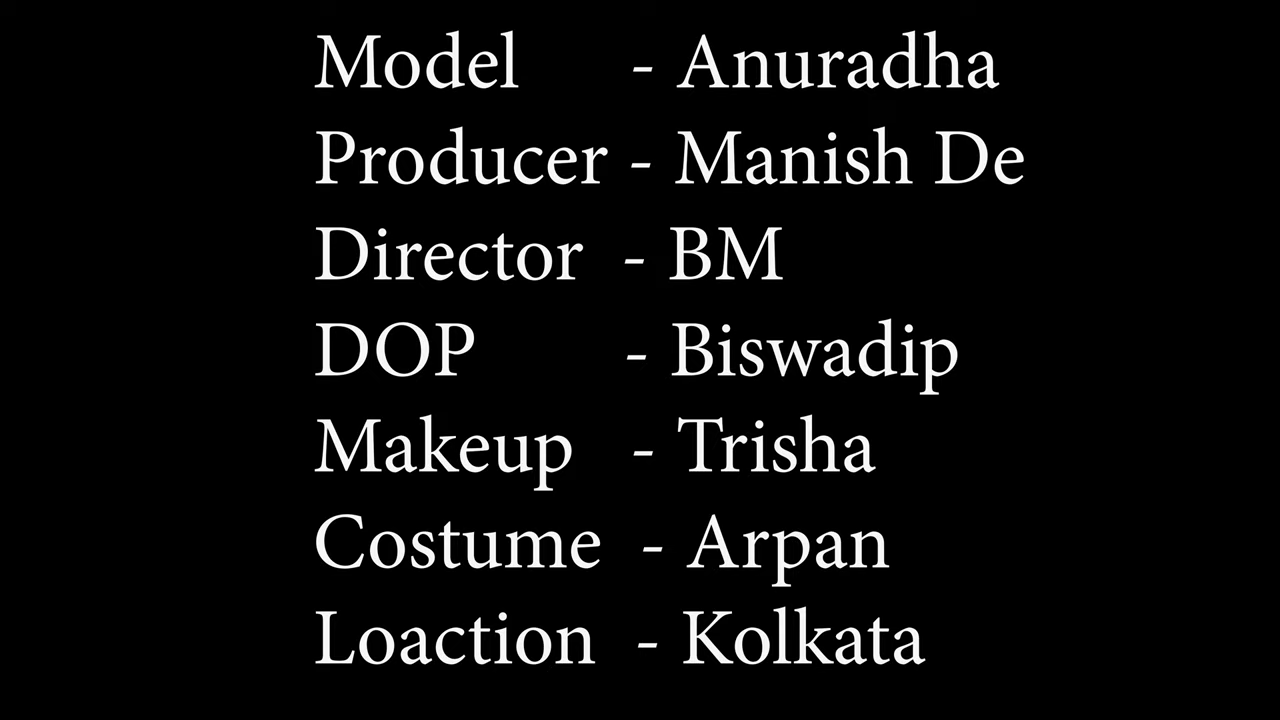 Model - Anuradha
Producer - Manish De
Director - BM
DOP - Biswadip
Makeup - Trisha
Costume - Arpan
Loaction - Kolkata